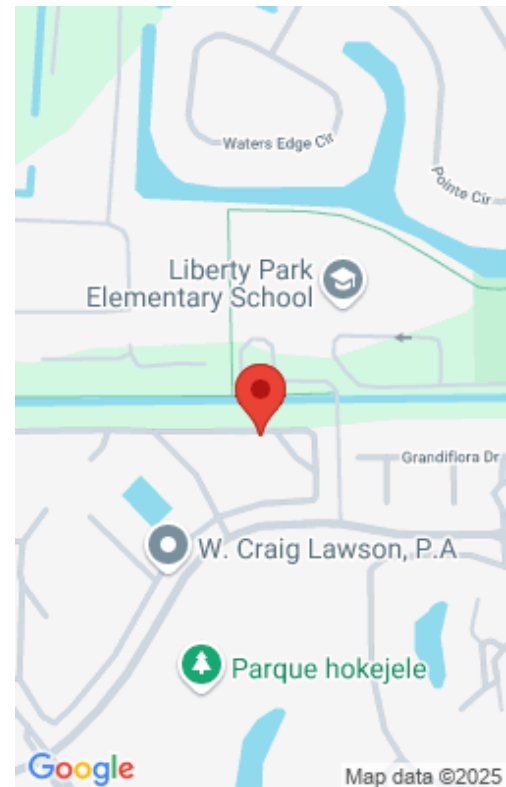 Waters Edge Cir
Pointe Cir
Liberty Park
Elementary School
Grandiflora Dr
W. Craig Lawson, P.A
Parque hokejele
Google
Map data ©2025